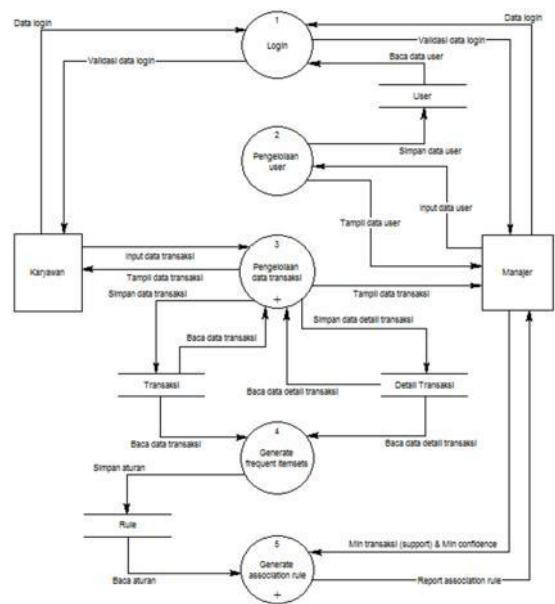 Data login
1
Data login
Login
Validasi data login
Validasi data login
Baca data user
User
2
Pengelolaan
user
Simpan data user
Input data user
Tampil data user
Karyawan
Input data transaksi
3
Pengelolaan
data transaksi
+
Manajer
Tampil data transaksi
Simpan data transaksi
Tampil data transaksi
Simpan data detail transaksi
Baca data transaksi
Transaksi
Baca data detail transaksi
Detail Transaksi
Baca data transaksi
4
Generate
frequent itemsets
Baca data detail transaksi
Simpan aturan
Rule
Min transaksi (support) & Min confidence
5
Generate
association rule
+
Baca aturan
Report association rule